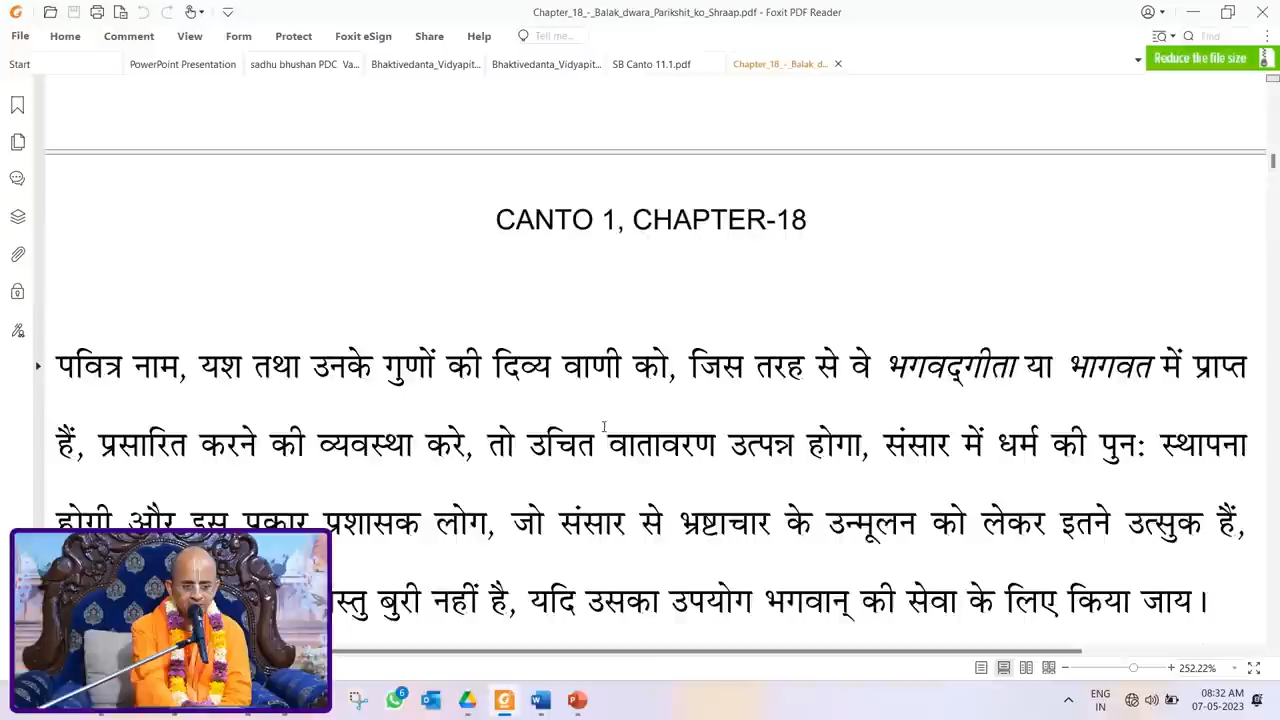 Chapter_18_-_Balak_dwara_Parikshit_ko_Shraap.pdf - Foxit PDF Reader
File Home Comment View Form Protect Foxit eSign Share Help Tell me... Find
Start PowerPoint Presentation sadhu bhushan PDC Va... Bhaktivedanta_Vidyapit... Bhaktivedanta_Vidyapit... SB Canto 11.1.pdf Chapter_18_-_Balak_d... Reduce the file size
CANTO 1, CHAPTER-18
पवित्र नाम, यश तथा उनके गुणों की दिव्य वाणी को, जिस तरह से वे भगवद्गीता या भागवत में प्राप्त
हैं, प्रसारित करने की व्यवस्था करे, तो उचित वातावरण उत्पन्न होगा, संसार में धर्म की पुनः स्थापना
होगी और इस प्रकार प्रशासक लोग, जो संसार से भ्रष्टाचार के उन्मूलन को लेकर इतने उत्सुक हैं,
बुरी नहीं है, यदि उसका उपयोग भगवान् की सेवा के लिए किया जाय।
252.22%
6
ENG
IN
08:32 AM
07-05-2023